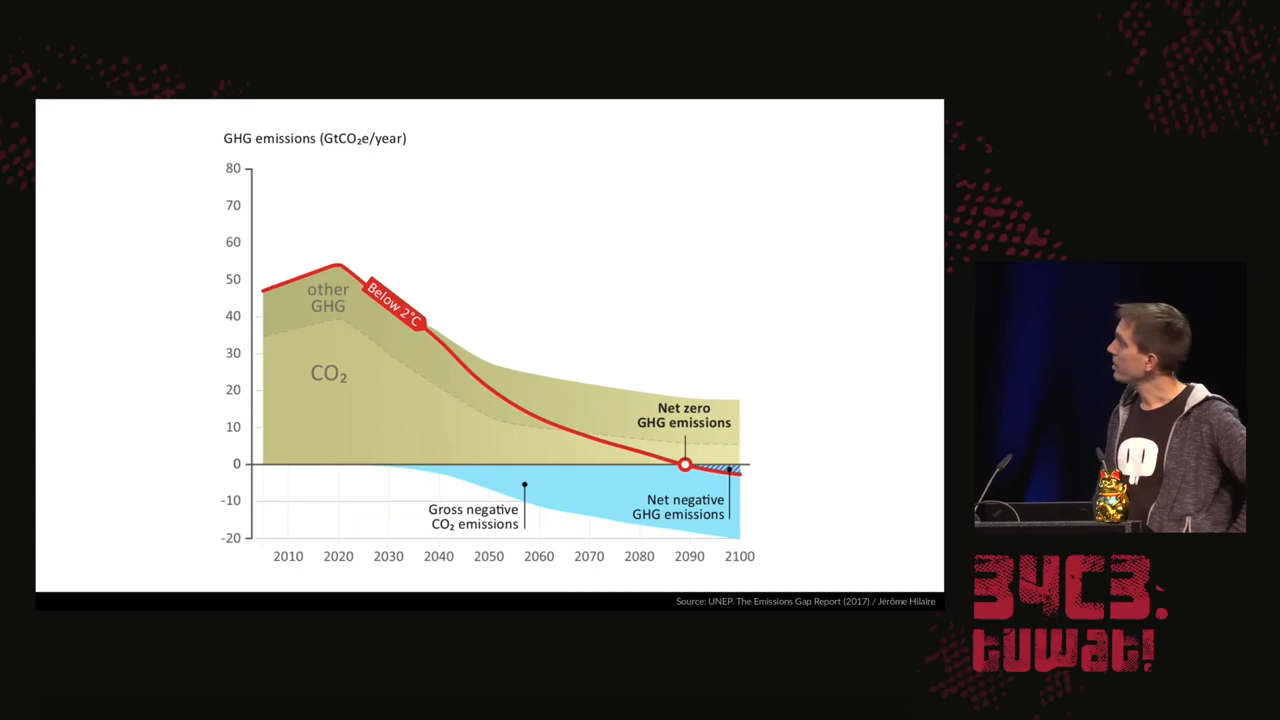 GHG emissions (GtCO₂e/year)
80
70
60
50
40
30
20
10
0
-10
-20
other
GHG
CO₂
Below 2°C
Net zero
GHG emissions
Gross negative
CO₂ emissions
Net negative
GHG emissions
2010 2020 2030 2040 2050 2060 2070 2080 2090 2100
Source: UNEP. The Emissions Gap Report (2017) / Jérôme Hilaire
34C3.
tuwat!